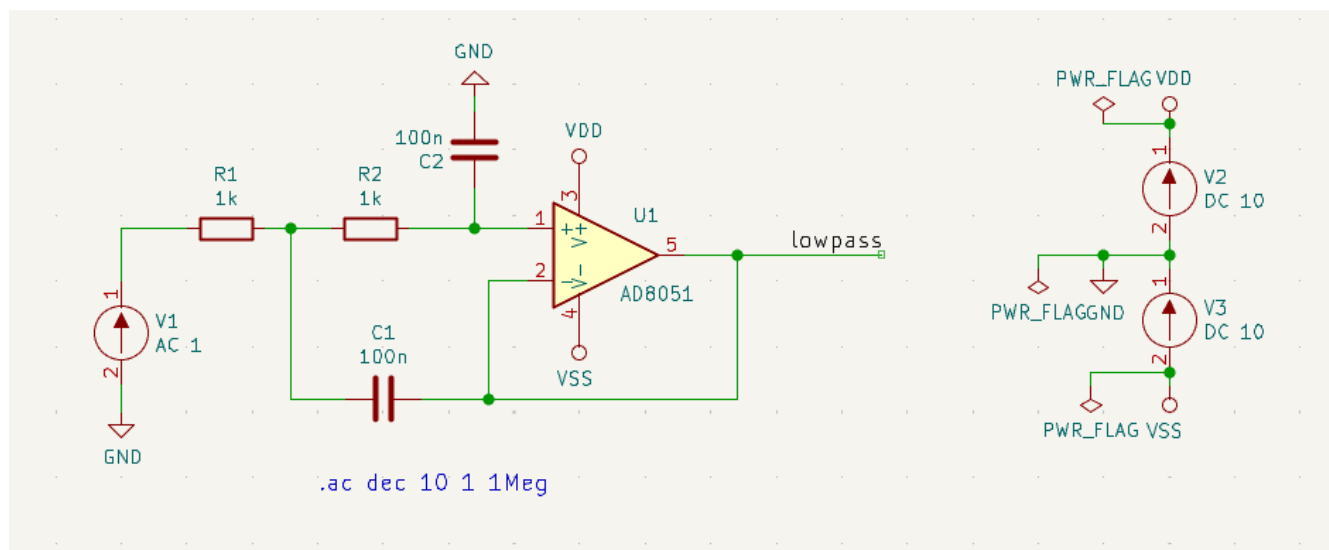 GND
PWR_FLAG VDD
100n
C2
VDD
R1
1k
R2
1k
3
U1
1
V2
DC 10
2
1
+
V+
5
lowpass
2
-
V-
AD8051
4
PWR_FLAG GND
1
V3
DC 10
2
1
V1
AC 1
2
C1
100n
VSS
PWR_FLAG VSS
GND
.ac dec 10 1 1Meg